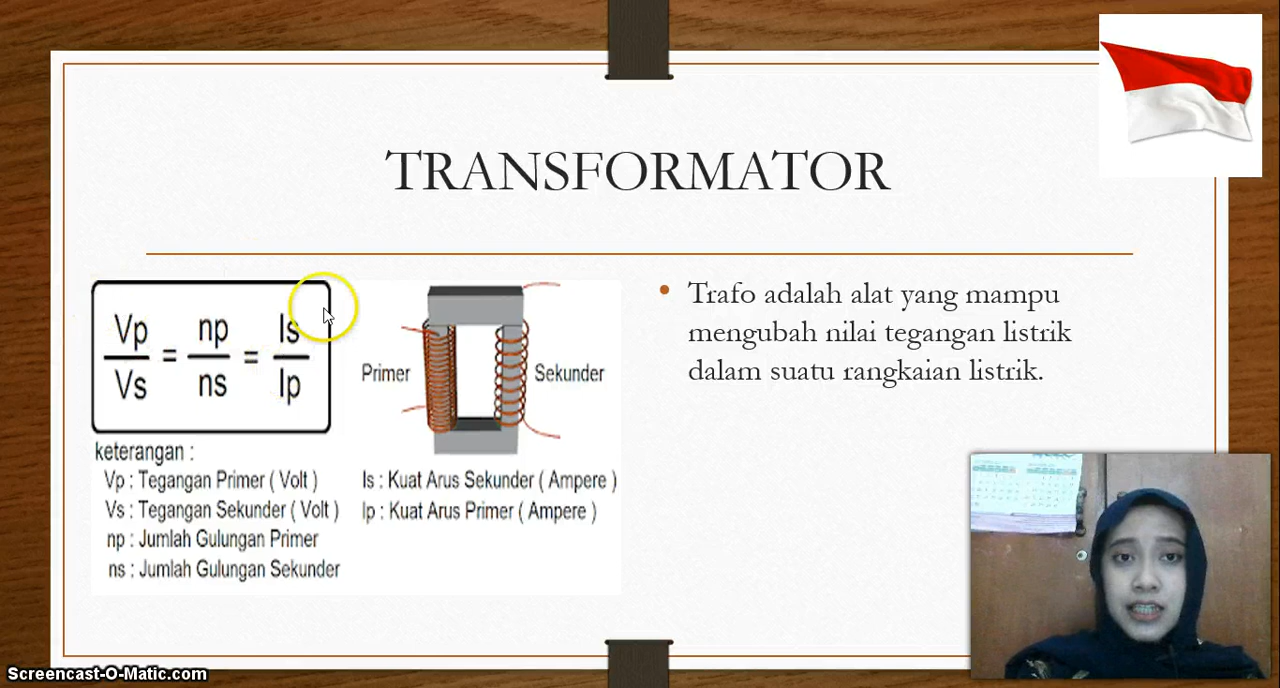 TRANSFORMATOR
Vp
Vs
=
np
ns
=
Is
Ip
Primer
Sekunder
keterangan :
Vp : Tegangan Primer ( Volt )
Vs : Tegangan Sekunder ( Volt )
np : Jumlah Gulungan Primer
ns : Jumlah Gulungan Sekunder
Is : Kuat Arus Sekunder ( Ampere )
Ip : Kuat Arus Primer ( Ampere )
• Trafo adalah alat yang mampu
mengubah nilai tegangan listrik
dalam suatu rangkaian listrik.
Screencast-O-Matic.com